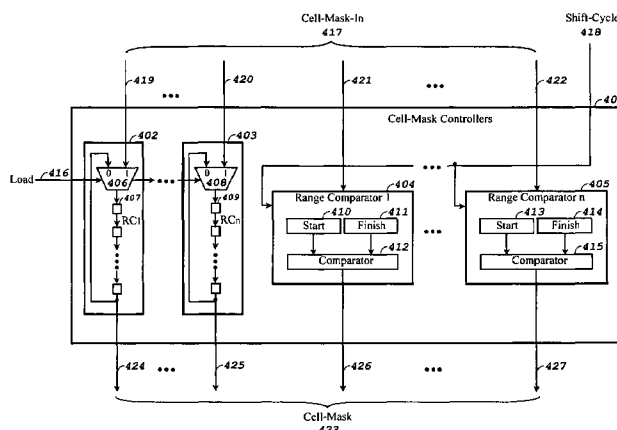 Cell-Mask-In
417
Shift-Cycle
418
419
420
421
422
Cell-Mask Controllers
402
403
Load
416
0 1
406
0 1
408
407
RC1
409
RCn
Range Comparator 1
404
410
411
Start
Finish
412
Comparator
Range Comparator n
405
413
414
Start
Finish
415
Comparator
424
425
426
427
Cell-Mask